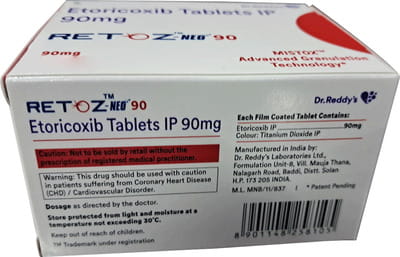 Etoricoxib Tablets IP
90mg
90mg
RETOZ™-NEO* 90
MISTOZ™
Advanced Granulation
Technology*
RETOZ™-NEO* 90
Etoricoxib Tablets IP 90mg
Caution: Not to be sold by retail without the
prescription of registered medical practitioner.
Warning: This drug should be used with caution
in patients suffering from Coronary Heart Disease
(CHD) / Cardiovascular Disorder.
Dosage as directed by the doctor.
Store protected from light and moisture at a
temperature not exceeding 30°C.
Keep out of reach of children.
™ Trademark under registration
Dr.Reddy's
Each Film Coated Tablet Contains:
Etoricoxib IP 90mg
Colour: Titanium Dioxide IP
Manufactured in India by:
Dr. Reddy's Laboratories Ltd.,
Formulation Unit-8, Vill. Mauja Thana,
Nalagarh Road, Baddi, Distt. Solan
H.P. 173 205 INDIA.
M.L. MNB/11/837 | * Patent Pending
8901148238103